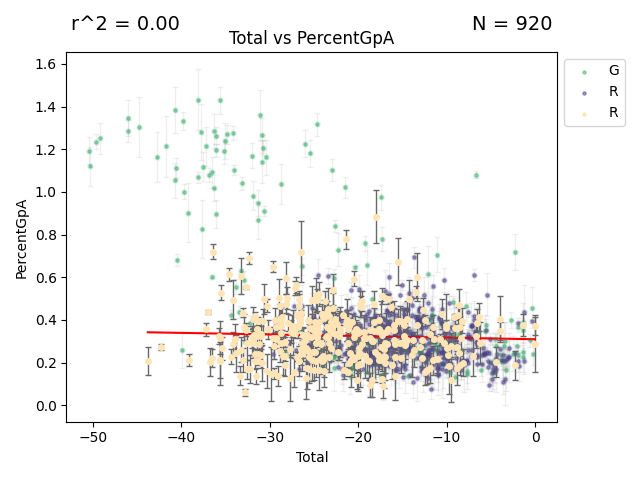 r^2 = 0.00 N = 920
Total vs PercentGpA
G
R
R
1.6
1.4
1.2
1.0
0.8
0.6
0.4
0.2
0.0
PercentGpA
−50 −40 −30 −20 −10 0
Total